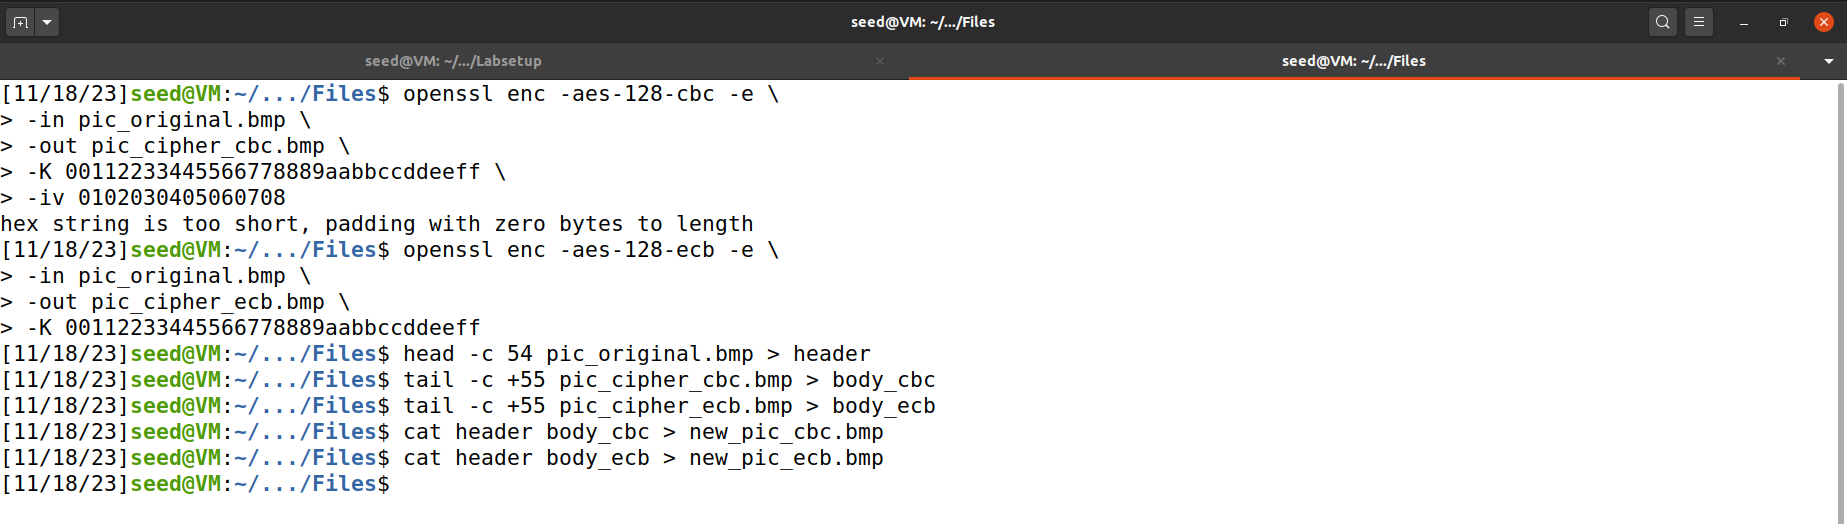 seed@VM: ~/.../Files
seed@VM: ~/.../Labsetup
seed@VM: ~/.../Files
[11/18/23]seed@VM:~/.../Files$ openssl enc -aes-128-cbc -e \
> -in pic_original.bmp \
> -out pic_cipher_cbc.bmp \
> -K 00112233445566778889aabbccddeeff \
> -iv 0102030405060708
hex string is too short, padding with zero bytes to length
[11/18/23]seed@VM:~/.../Files$ openssl enc -aes-128-ecb -e \
> -in pic_original.bmp \
> -out pic_cipher_ecb.bmp \
> -K 00112233445566778889aabbccddeeff
[11/18/23]seed@VM:~/.../Files$ head -c 54 pic_original.bmp > header
[11/18/23]seed@VM:~/.../Files$ tail -c +55 pic_cipher_cbc.bmp > body_cbc
[11/18/23]seed@VM:~/.../Files$ tail -c +55 pic_cipher_ecb.bmp > body_ecb
[11/18/23]seed@VM:~/.../Files$ cat header body_cbc > new_pic_cbc.bmp
[11/18/23]seed@VM:~/.../Files$ cat header body_ecb > new_pic_ecb.bmp
[11/18/23]seed@VM:~/.../Files$